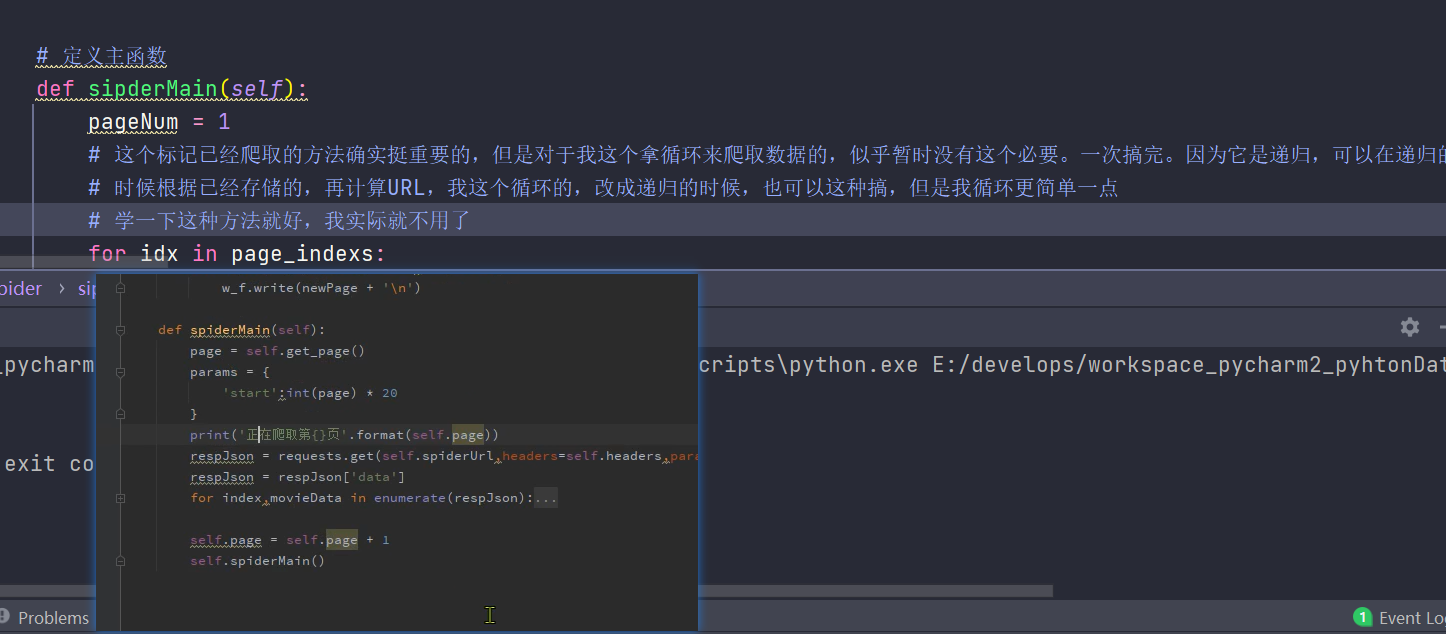 # 定义主函数
def sipderMain(self):
pageNum = 1
# 这个标记已经爬取的方法确实挺重要的，但是对于我这个拿循环来爬取数据的，似乎暂时没有这个必要。一次搞完。因为它是递归，可以在递归的
# 时候根据已经存储的，再计算URL，我这个循环的，改成递归的时候，也可以这种搞，但是我循环更简单一点
# 学一下这种方法就好，我实际就不用了
for idx in page_indexs:
pider › sip
w_f.write(newPage + '\n')
def spiderMain(self):
page = self.get_page()
params = {
'start':int(page) * 20
}
print('正在爬取第{}页'.format(self.page))
respJson = requests.get(self.spiderUrl,headers=self.headers,para
respJson = respJson['data']
for index,movieData in enumerate(respJson):...
self.page = self.page + 1
self.spiderMain()
_pycharm
cripts\python.exe E:/develops/workspace_pycharm2_pyhtonDat
exit co
Problems
1 Event Lo